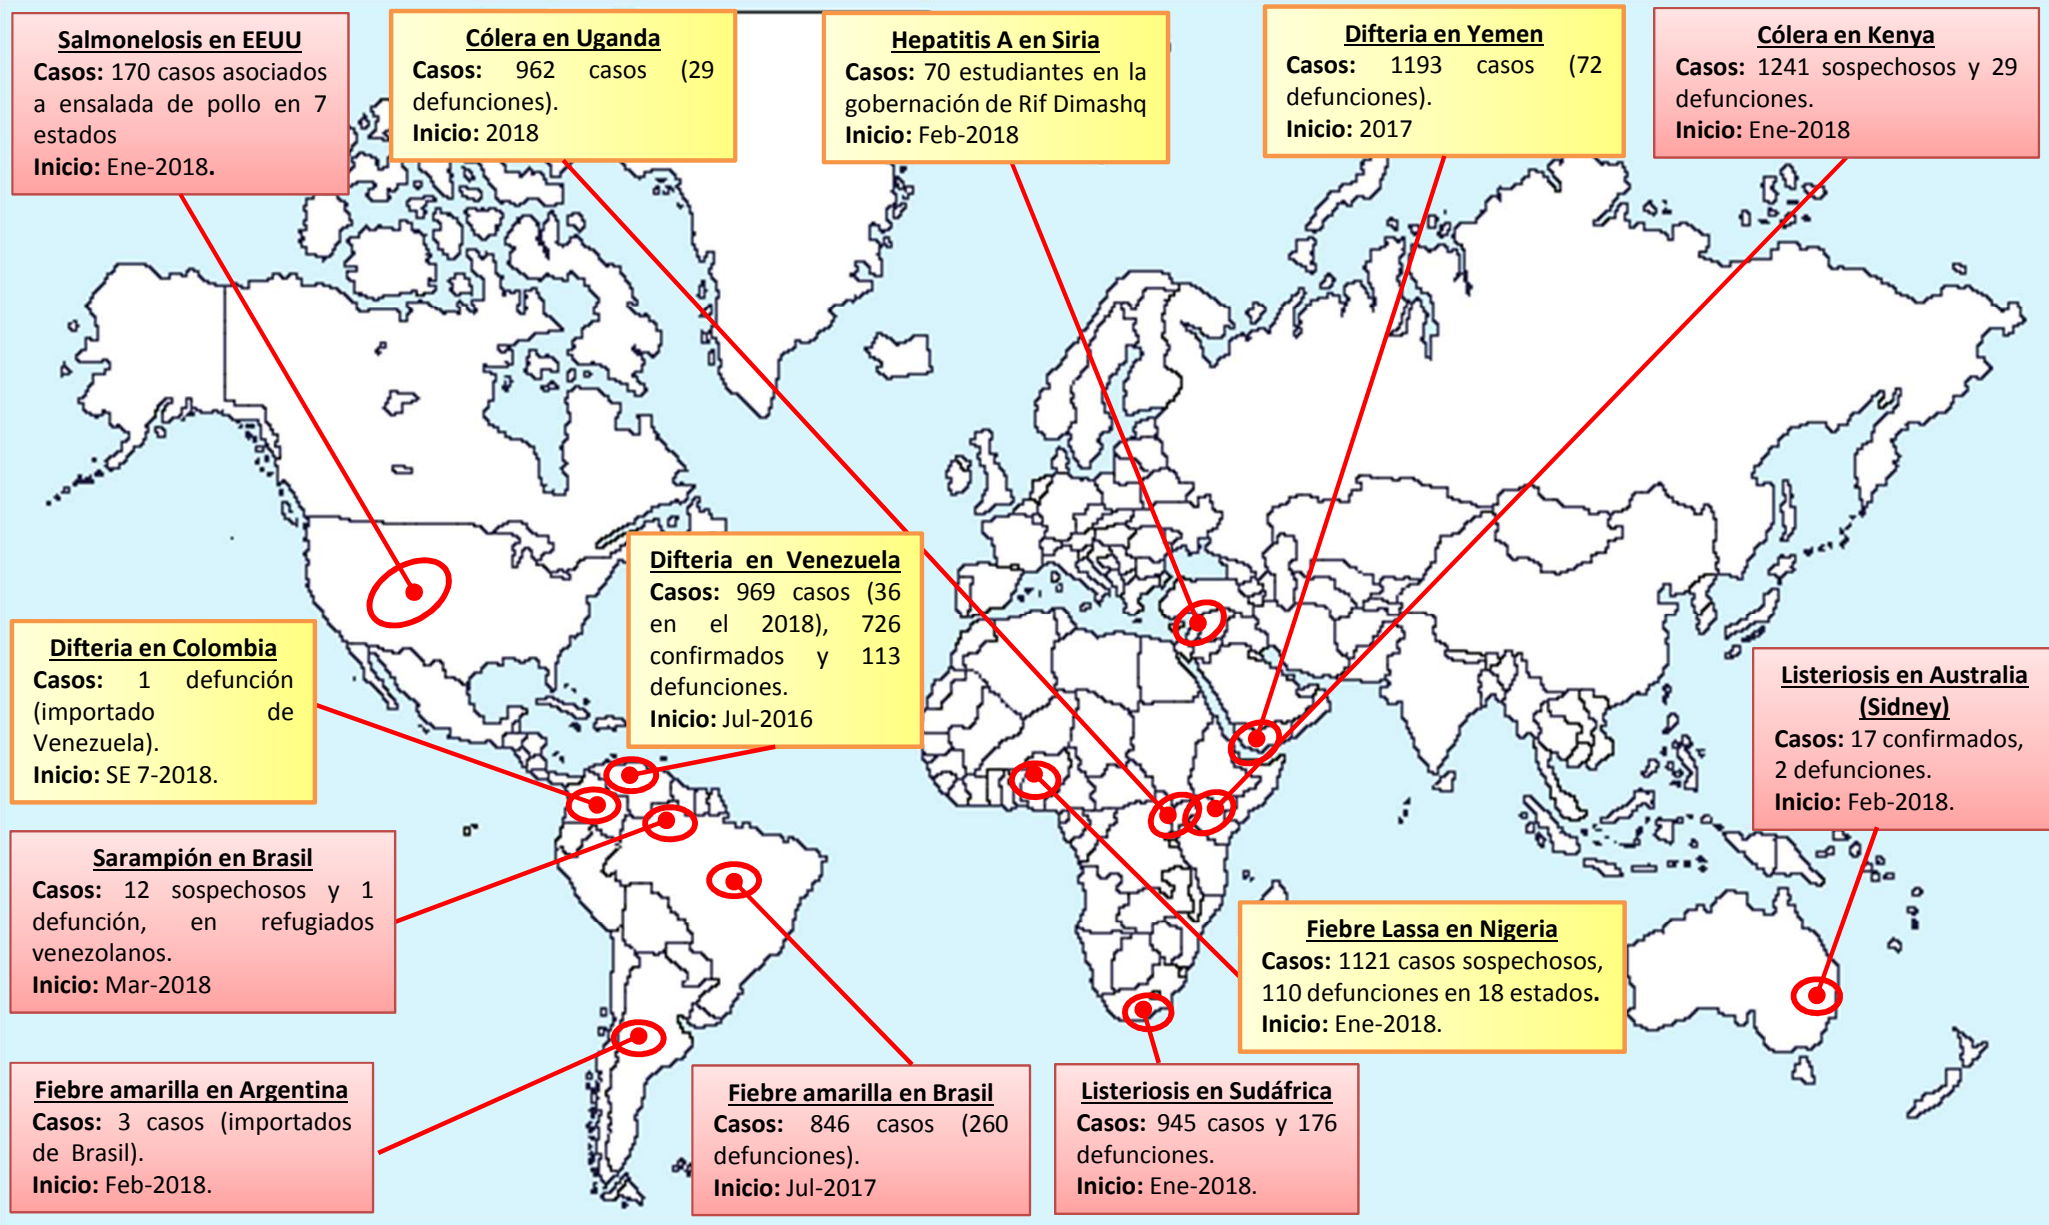 Salmonelosis en EEUU
Casos: 170 casos asociados
a ensalada de pollo en 7
estados
Inicio: Ene-2018.
Cólera en Uganda
Casos: 962 casos (29
defunciones).
Inicio: 2018
Hepatitis A en Siria
Casos: 70 estudiantes en la
gobernación de Rif Dimashq
Inicio: Feb-2018
Difteria en Yemen
Casos: 1193 casos (72
defunciones).
Inicio: 2017
Cólera en Kenya
Casos: 1241 sospechosos y 29
defunciones.
Inicio: Ene-2018
Difteria en Venezuela
Casos: 969 casos (36
en el 2018), 726
confirmados y 113
defunciones.
Inicio: Jul-2016
Difteria en Colombia
Casos: 1 defunción
(importado de
Venezuela).
Inicio: SE 7-2018.
Listeriosis en Australia
(Sidney)
Casos: 17 confirmados,
2 defunciones.
Inicio: Feb-2018.
Sarampión en Brasil
Casos: 12 sospechosos y 1
defunción, en refugiados
venezolanos.
Inicio: Mar-2018
Fiebre Lassa en Nigeria
Casos: 1121 casos sospechosos,
110 defunciones en 18 estados.
Inicio: Ene-2018.
Fiebre amarilla en Argentina
Casos: 3 casos (importados
de Brasil).
Inicio: Feb-2018.
Fiebre amarilla en Brasil
Casos: 846 casos (260
defunciones).
Inicio: Jul-2017
Listeriosis en Sudáfrica
Casos: 945 casos y 176
defunciones.
Inicio: Ene-2018.